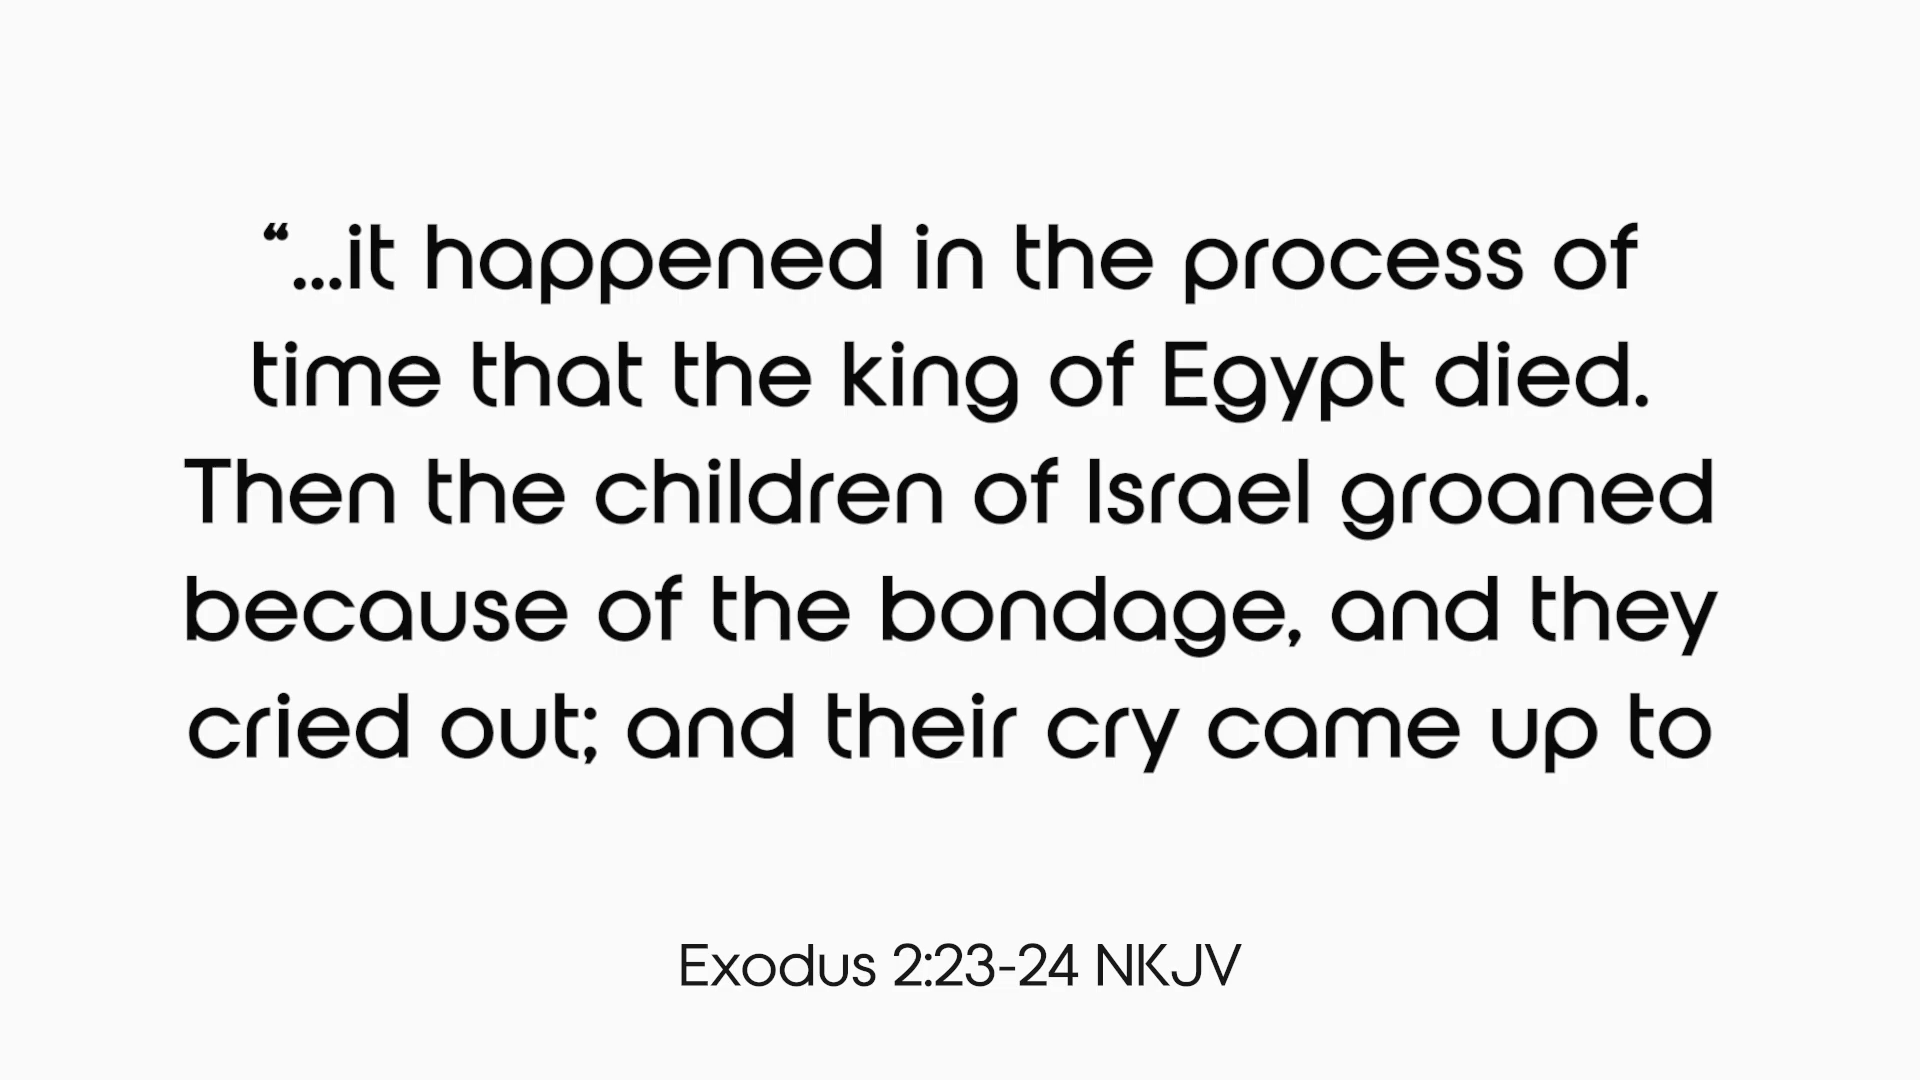 “...it happened in the process of
time that the king of Egypt died.
Then the children of Israel groaned
because of the bondage, and they
cried out; and their cry came up to
Exodus 2:23-24 NKJV